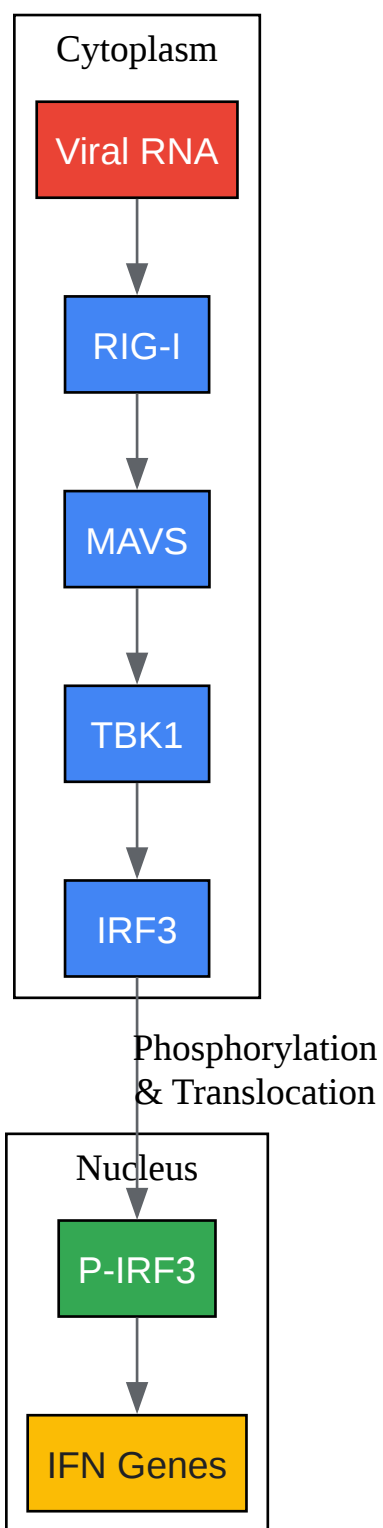 Cytoplasm
Viral RNA
RIG-I
MAVS
TBK1
IRF3
Phosphorylation
& Translocation
Nucleus
P-IRF3
IFN Genes